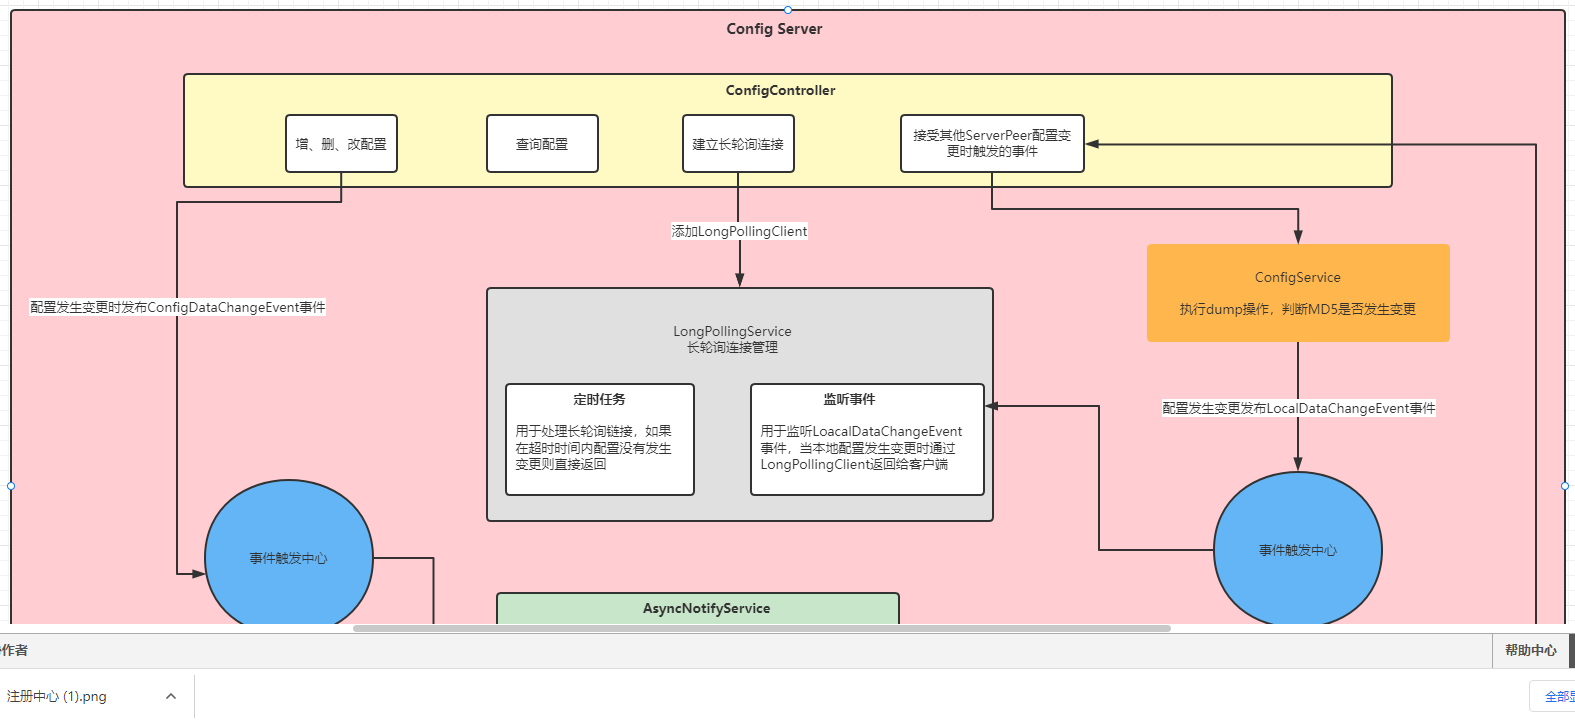 Config Server
ConfigController
增、删、改配置
查询配置
建立长轮询连接
接受其他ServerPeer配置变
更时触发的事件
添加LongPollingClient
配置发生变更时发布ConfigDataChangeEvent事件
ConfigService
执行dump操作，判断MD5是否发生变更
LongPollingService
长轮询连接管理
定时任务
用于处理长轮询链接，如果
在超时时间内配置没有发生
变更则直接返回
监听事件
用于监听LoacalDataChangeEvent
事件，当本地配置发生变更时通过
LongPollingClient返回给客户端
配置发生变更发布LocalDataChangeEvent事件
事件触发中心
事件触发中心
AsyncNotifyService
作者
帮助中心
注册中心 (1).png
全部